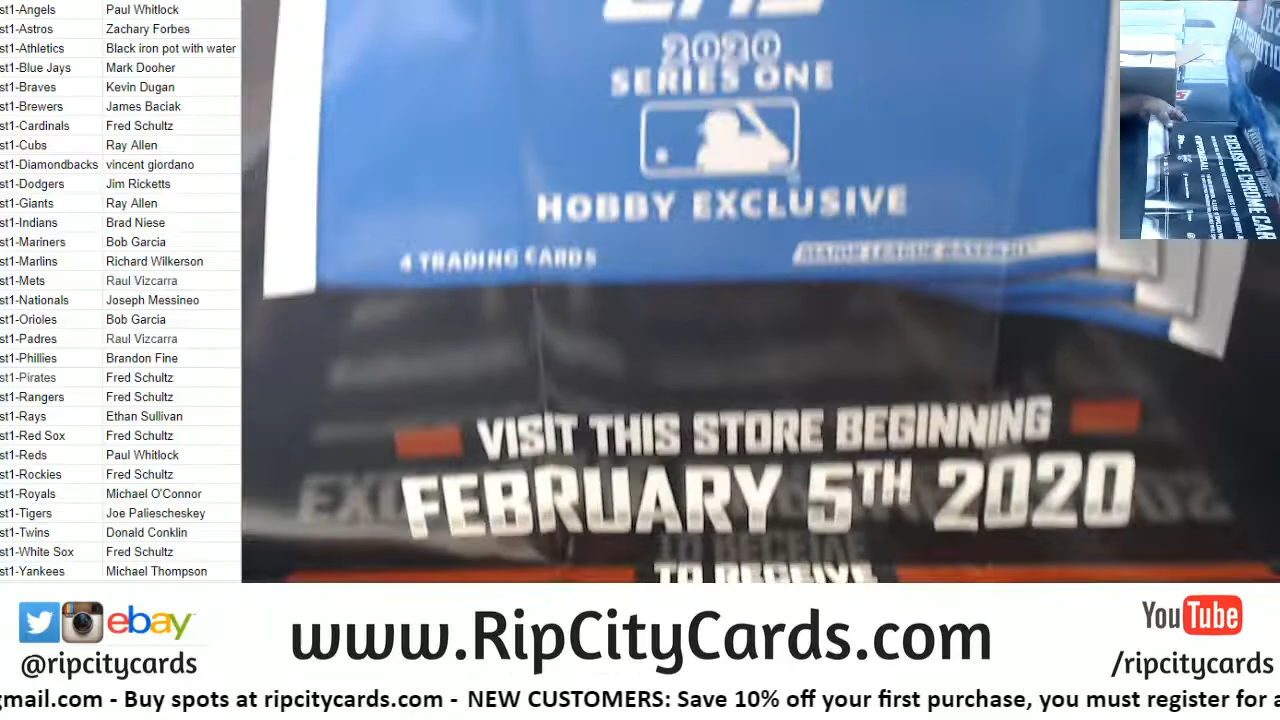 st1-Angels Paul Whitlock
st1-Astros Zachary Forbes
st1-Athletics Black iron pot with water
st1-Blue Jays Mark Dooher
st1-Braves Kevin Dugan
st1-Brewers James Baciak
st1-Cardinals Fred Schultz
st1-Cubs Ray Allen
st1-Diamondbacks vincent giordano
st1-Dodgers Jim Ricketts
st1-Giants Ray Allen
st1-Indians Brad Niese
st1-Mariners Bob Garcia
st1-Marlins Richard Wilkerson
st1-Mets Raul Vizcarra
st1-Nationals Joseph Messineo
st1-Orioles Bob Garcia
st1-Padres Raul Vizcarra
st1-Phillies Brandon Fine
st1-Pirates Fred Schultz
st1-Rangers Fred Schultz
st1-Rays Ethan Sullivan
st1-Red Sox Fred Schultz
st1-Reds Paul Whitlock
st1-Rockies Fred Schultz
st1-Royals Michael O'Connor
st1-Tigers Joe Paliescheskey
st1-Twins Donald Conklin
st1-White Sox Fred Schultz
st1-Yankees Michael Thompson
2020
SERIES ONE
HOBBY EXCLUSIVE
4 TRADING CARDS
MAJOR LEAGUE BASEBALL
VISIT THIS STORE BEGINNING
FEBRUARY 5TH 2020
TO RECEIVE
EXCLUSIVE CHROME CAR
ebay
@ripcitycards
www.RipCityCards.com
YouTube
/ripcitycards
gmail.com - Buy spots at ripcitycards.com - NEW CUSTOMERS: Save 10% off your first purchase, you must register for a